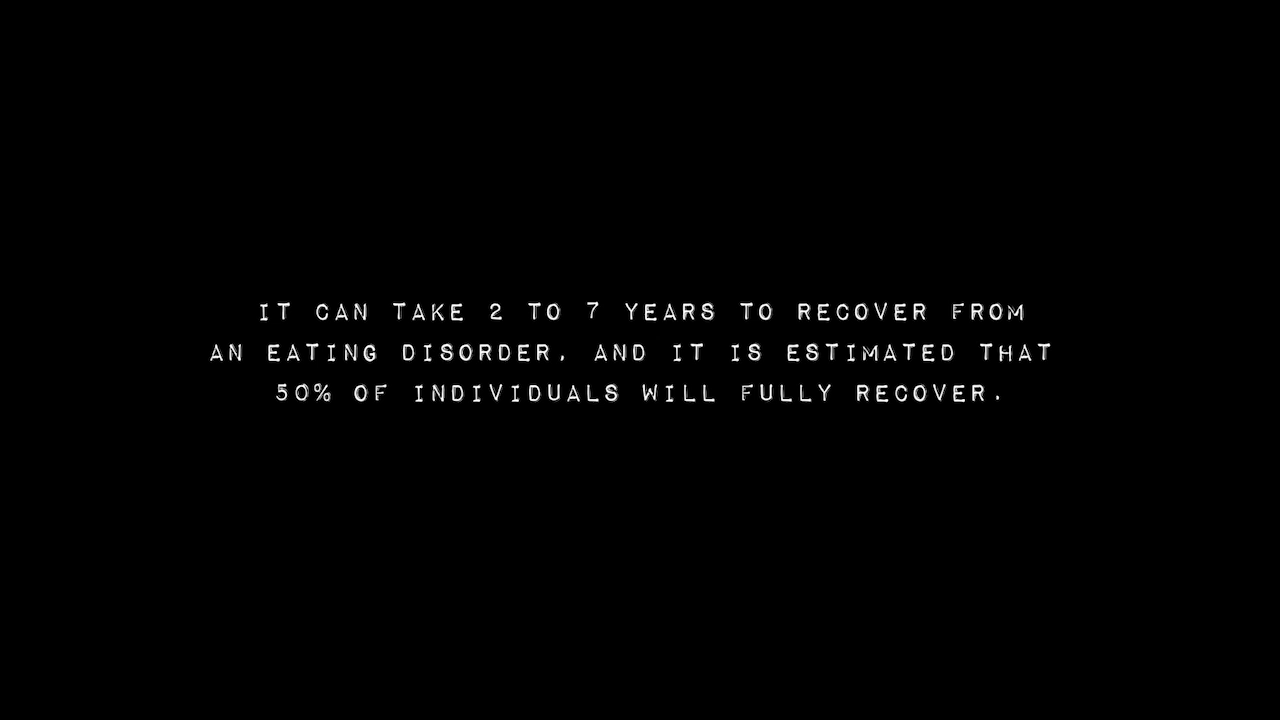 IT CAN TAKE 2 TO 7 YEARS TO RECOVER FROM
AN EATING DISORDER, AND IT IS ESTIMATED THAT
50% OF INDIVIDUALS WILL FULLY RECOVER.